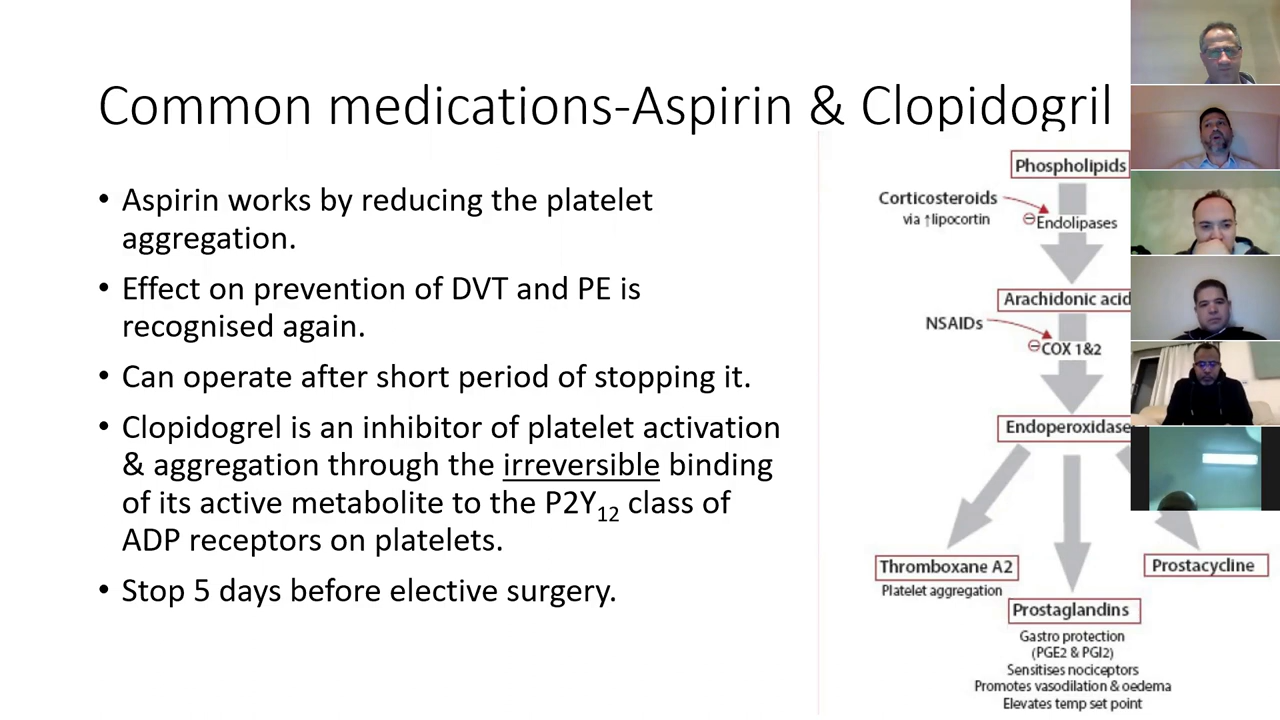 Common medications-Aspirin & Clopidogril
• Aspirin works by reducing the platelet
aggregation.
• Effect on prevention of DVT and PE is
recognised again.
• Can operate after short period of stopping it.
• Clopidogrel is an inhibitor of platelet activation
& aggregation through the irreversible binding
of its active metabolite to the P2Y12 class of
ADP receptors on platelets.
• Stop 5 days before elective surgery.
Phospholipids
Corticosteroids
via ↑lipocortin
⊖Endolipases
Arachidonic acid
NSAIDs
⊖COX 1&2
Endoperoxidase
Thromboxane A2
Platelet aggregation
Prostacycline
Prostaglandins
Gastro protection
(PGE2 & PGI2)
Sensitises nociceptors
Promotes vasodilation & oedema
Elevates temp set point